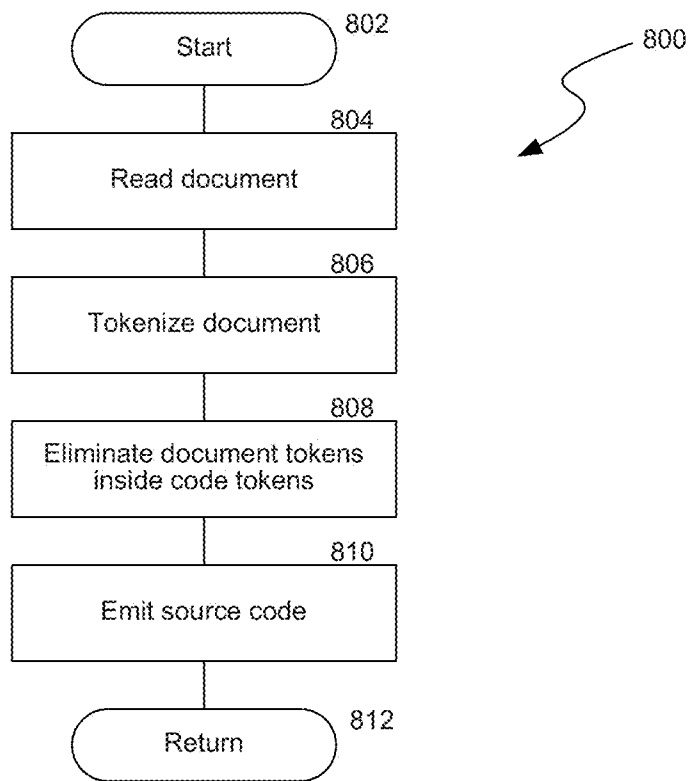 802
Start
800
804
Read document
806
Tokenize document
808
Eliminate document tokens
inside code tokens
810
Emit source code
812
Return